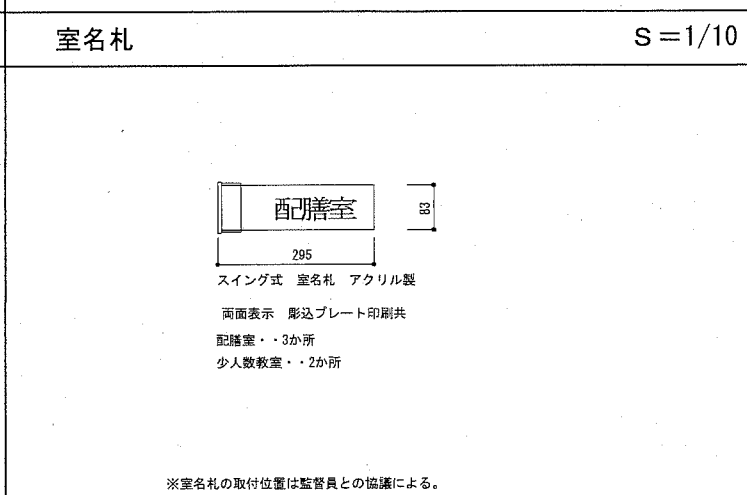 室名札
S=1/10
配膳室
83
295
スイング式 室名札 アクリル製
両面表示 彫込プレート印刷共
配膳室・・3か所
少人数教室・・2か所
※室名札の取付位置は監督員との協議による。